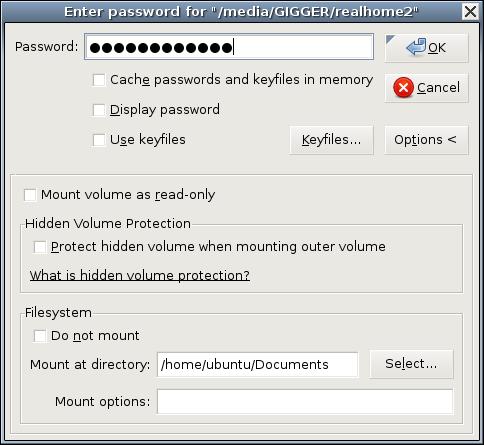 Enter password for "/media/GIGGER/realhome2"
Password: ●●●●●●●●●●●● OK
Cache passwords and keyfiles in memory Cancel
Display password
Use keyfiles Keyfiles... Options <
Mount volume as read-only
Hidden Volume Protection
Protect hidden volume when mounting outer volume
What is hidden volume protection?
Filesystem
Do not mount
Mount at directory: /home/ubuntu/Documents Select...
Mount options: